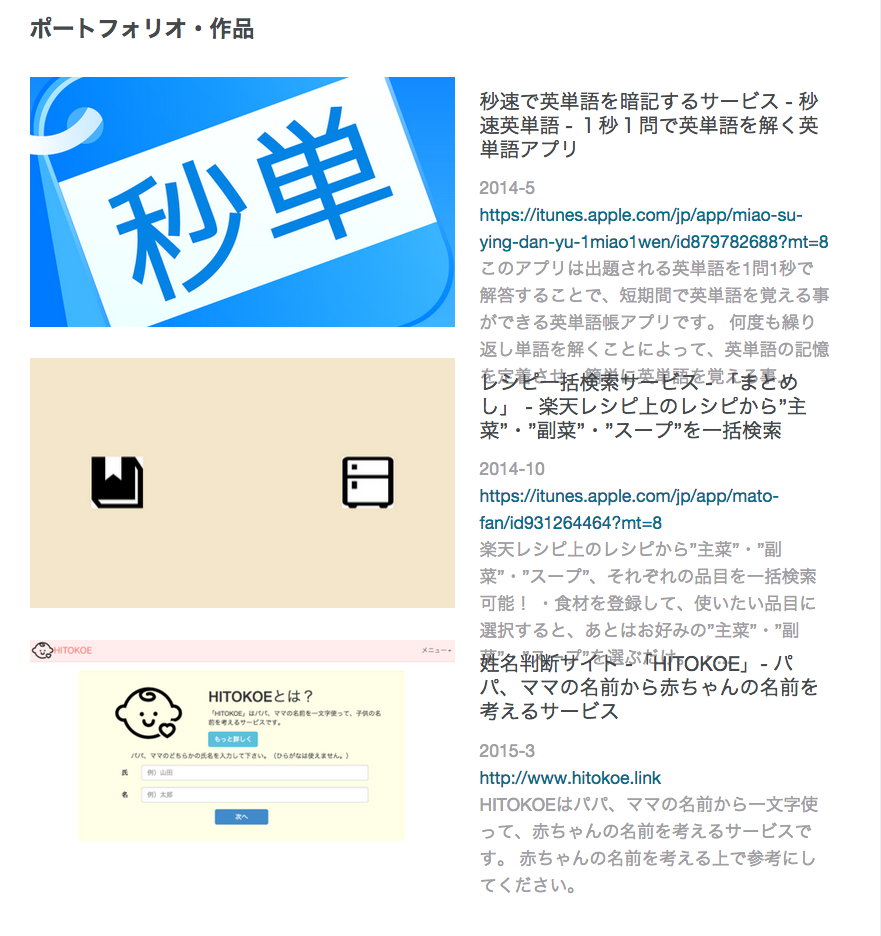 ポートフォリオ・作品
秒単
秒速で英単語を暗記するサービス - 秒
速英単語 - １秒１問で英単語を解く英
単語アプリ
2014-5
https://itunes.apple.com/jp/app/miao-su-
ying-dan-yu-1miao1wen/id879782688?mt=8
このアプリは出題される英単語を1問1秒で
解答することで、短期間で英単語を覚える事
ができる英単語帳アプリです。 何度も繰り
返し単語を解くことによって、英単語の記憶
を定着させ、簡単に英単語を覚える事
レシピ一括検索サービス - 「まとめ
し」 - 楽天レシピ上のレシピから”主
菜”・”副菜”・”スープ”を一括検索
2014-10
https://itunes.apple.com/jp/app/mato-
fan/id931264464?mt=8
楽天レシピ上のレシピから”主菜”・”副
菜”・”スープ”、それぞれの品目を一括検索
可能！ ・食材を登録して、使いたい品目に
選択すると、あとはお好みの”主菜”・”副
菜”・”スープ”を選ぶだけ。
HITOKOE
メニュー
HITOKOEとは？
「HITOKOE」はパパ、ママの名前を一文字使って、子供の名
前を考えるサービスです。
もっと詳しく
パパ、ママのどちらかの氏名を入力して下さい。（ひらがなは使えません。）
氏 例）山田
名 例）太郎
次へ
姓名判断サイト - 「HITOKOE」- パ
パ、ママの名前から赤ちゃんの名前を
考えるサービス
2015-3
http://www.hitokoe.link
HITOKOEはパパ、ママの名前から一文字使
って、赤ちゃんの名前を考えるサービスで
す。 赤ちゃんの名前を考える上で参考にし
てください。